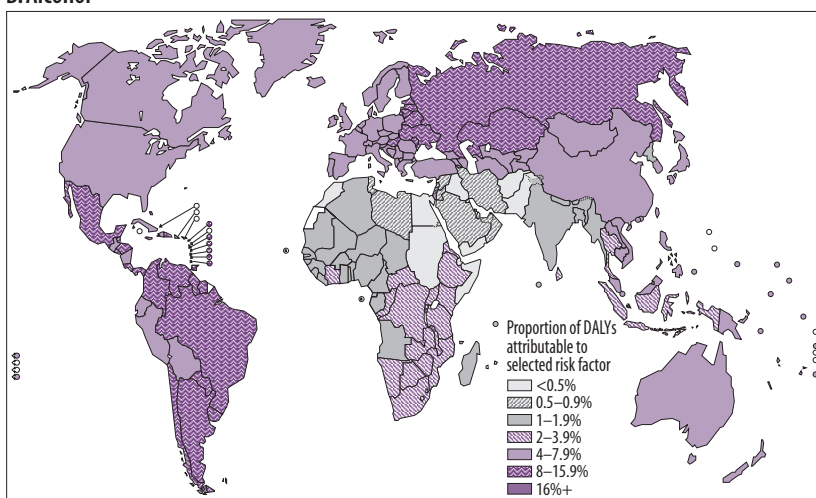 Proportion of DALYs
attributable to
selected risk factor
<0.5%
0.5–0.9%
1–1.9%
2–3.9%
4–7.9%
8–15.9%
16%+